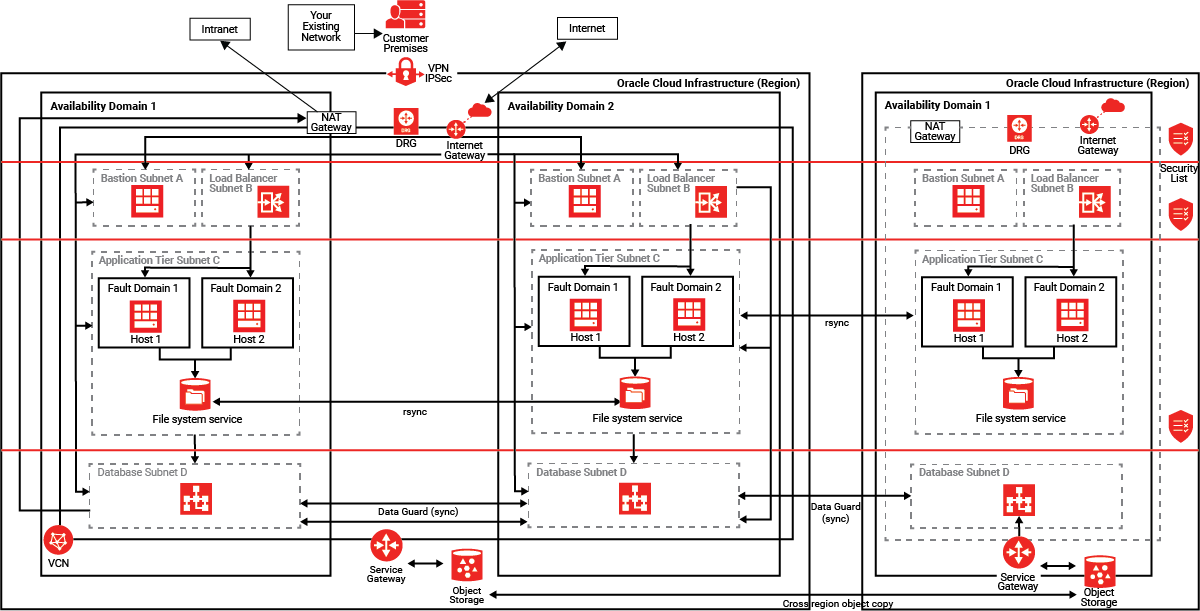 Your
Existing
Network
Intranet
Internet
Customer
Premises
VPN
IPSec
Oracle Cloud Infrastructure (Region)
Oracle Cloud Infrastructure (Region)
Availability Domain 1
Availability Domain 2
Availability Domain 1
NAT
Gateway
DRG
DRG
Internet
Gateway
NAT
Gateway
DRG
DRG
Internet
Gateway
Security
List
Bastion Subnet A
Load Balancer
Subnet B
Bastion Subnet A
Load Balancer
Subnet B
Bastion Subnet A
Load Balancer
Subnet B
Application Tier Subnet C
Application Tier Subnet C
Application Tier Subnet C
Fault Domain 1
Fault Domain 2
Fault Domain 1
Fault Domain 2
Fault Domain 1
Fault Domain 2
Host 1
Host 2
Host 1
Host 2
Host 1
Host 2
rsync
File system service
rsync
File system service
File system service
Database Subnet D
Database Subnet D
Database Subnet D
Data Guard (sync)
Data Guard
(sync)
VCN
Service
Gateway
Object
Storage
Service
Gateway
Object
Storage
Cross region object copy